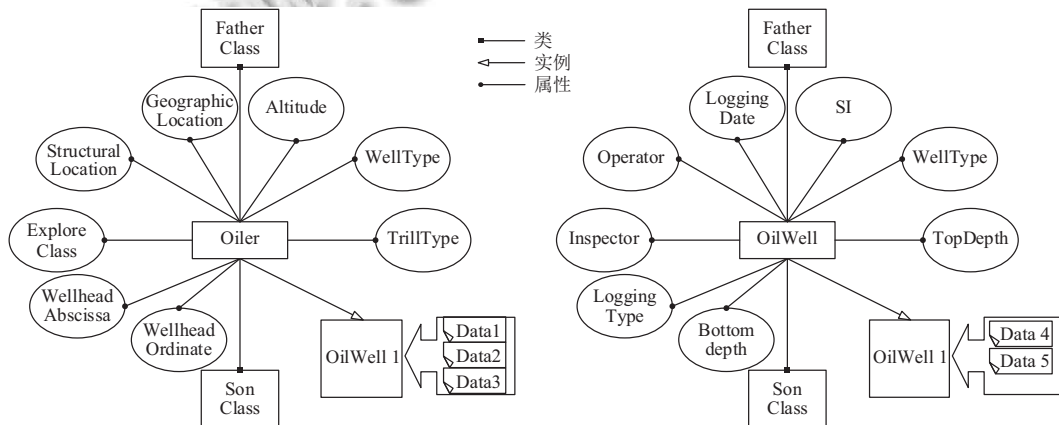 Father
Class
Geographic
Location
Altitude
Structural
Location
WellType
Explore
Class
Oiler
TrillType
Wellhead
Abscissa
Wellhead
Ordinate
OilWell 1
Data1
Data2
Data3
Son
Class
类
实例
属性
Father
Class
Logging
Date
SI
Operator
WellType
Inspector
OilWell
TopDepth
Logging
Type
Bottom
depth
OilWell 1
Data 4
Data 5
Son
Class